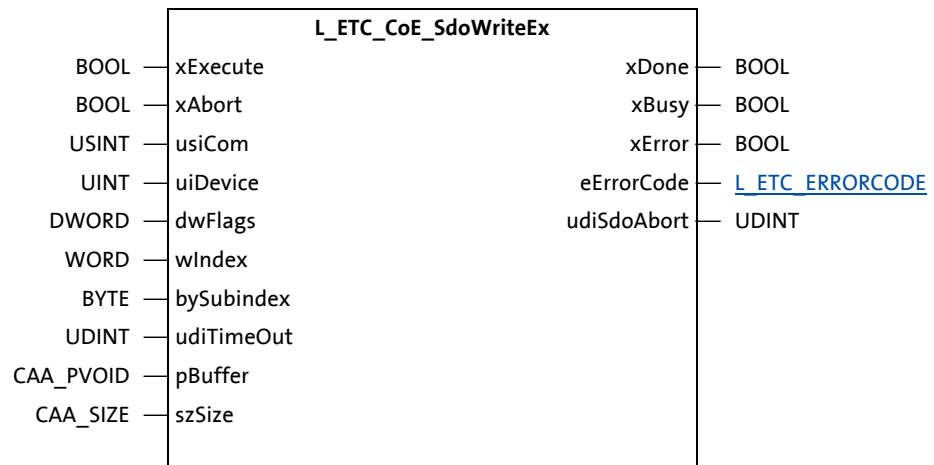 L_ETC_CoE_SdoWriteEx
BOOL xExecute xDone BOOL
BOOL xAbort xBusy BOOL
USINT usiCom xError BOOL
UINT uiDevice eErrorCode L_ETC_ERRORCODE
DWORD dwFlags udiSdoAbort UDINT
WORD wIndex
BYTE bySubindex
UDINT udiTimeOut
CAA_PVOID pBuffer
CAA_SIZE szSize